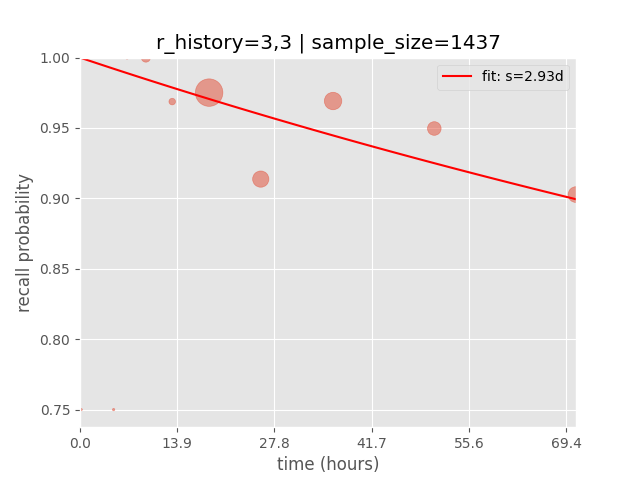 r_history=3,3 | sample_size=1437
fit: s=2.93d
1.00
0.95
0.90
0.85
0.80
0.75
recall probability
0.0 13.9 27.8 41.7 55.6 69.4
time (hours)